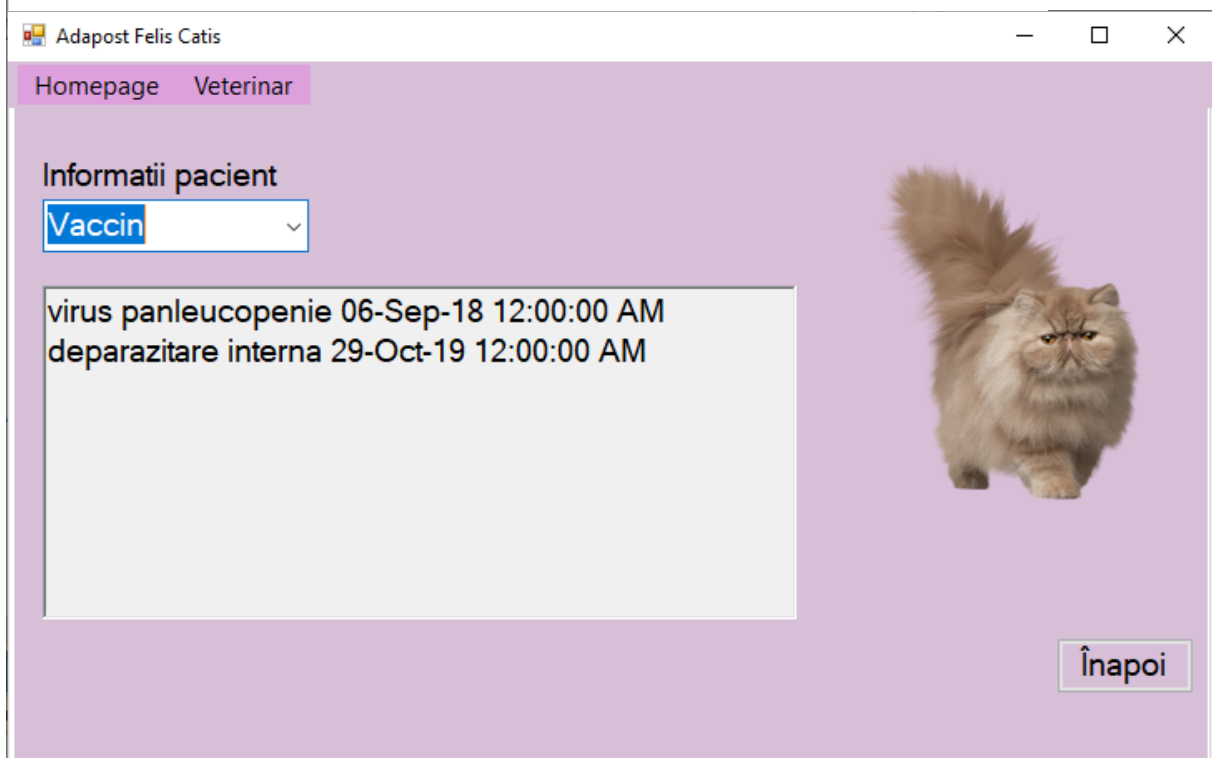 Adapost Felis Catis
Homepage Veterinar
Informatii pacient
Vaccin
virus panleucopenie 06-Sep-18 12:00:00 AM
deparazitare interna 29-Oct-19 12:00:00 AM
Înapoi